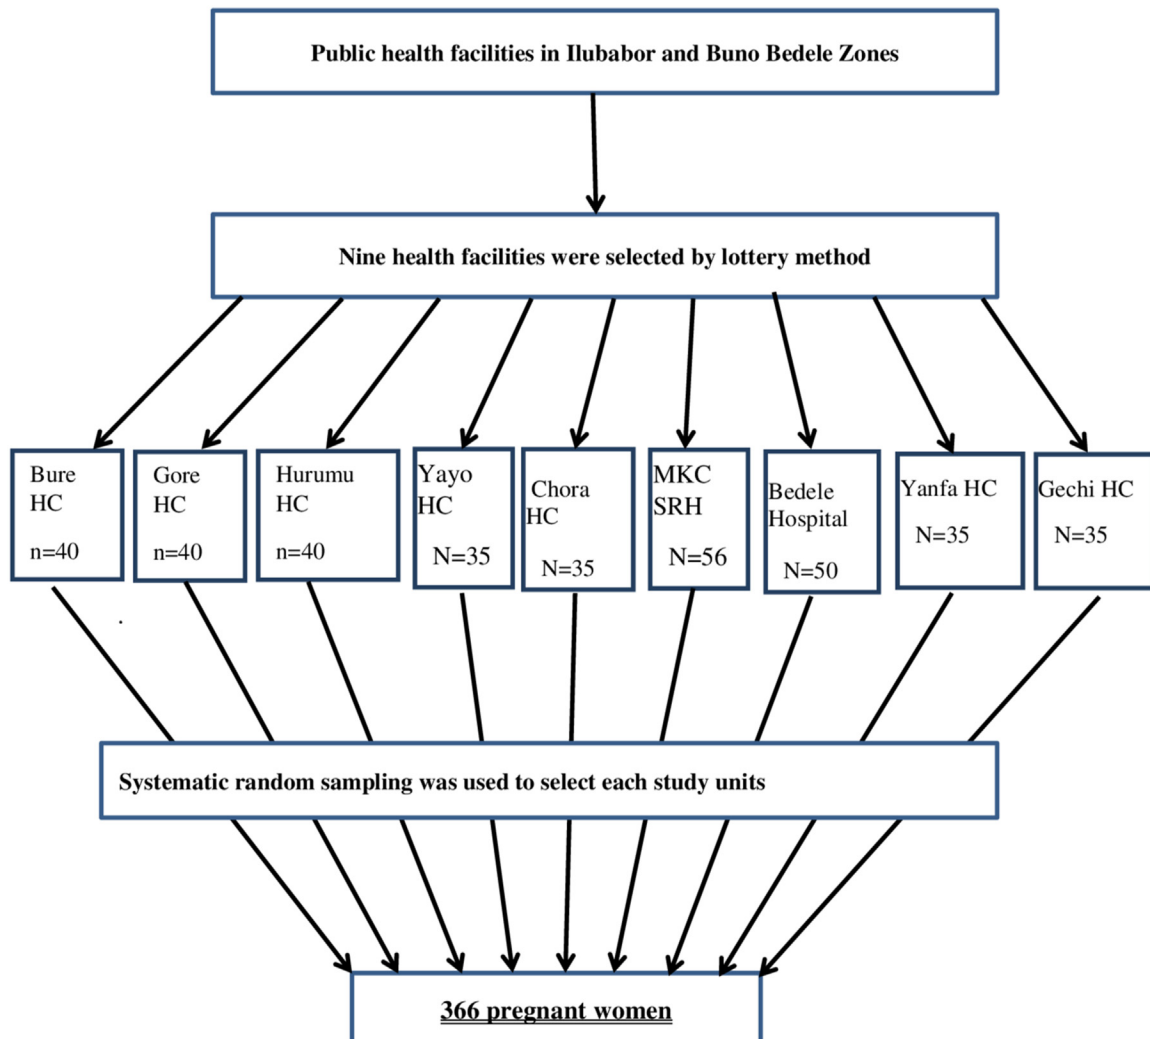 Public health facilities in Ilubabor and Buno Bedele Zones
Nine health facilities were selected by lottery method
Bure
HC
n=40
Gore
HC
n=40
Hurumu
HC
n=40
Yayo
HC
N=35
Chora
HC
N=35
MKC
SRH
N=56
Bedele
Hospital
N=50
Yanfa HC
N=35
Gechi HC
N=35
Systematic random sampling was used to select each study units
366 pregnant women